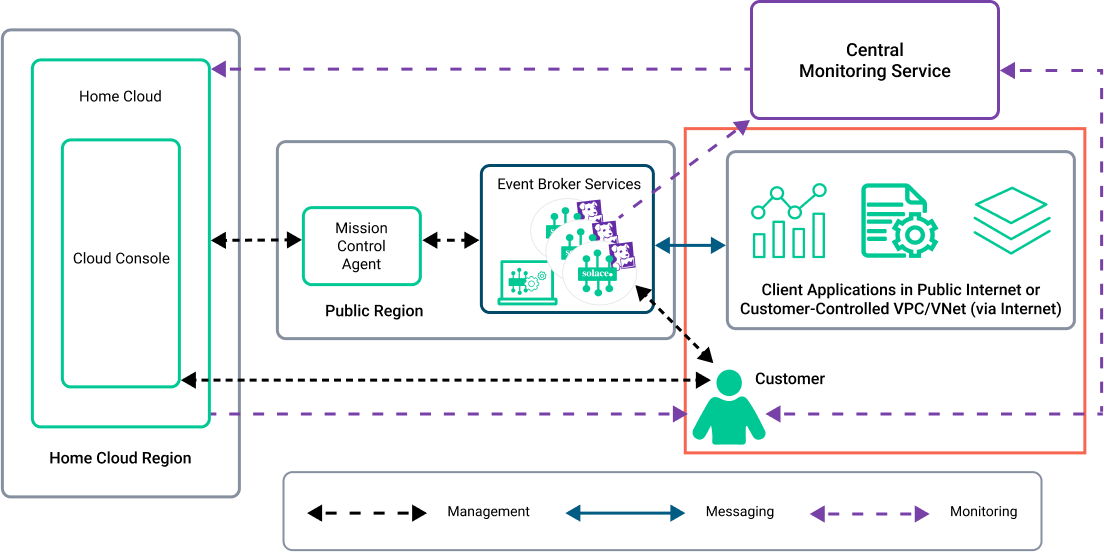 Central
Monitoring Service
Home Cloud
Cloud Console
Home Cloud Region
Event Broker Services
solace.
Mission
Control
Agent
Public Region
Client Applications in Public Internet or
Customer-Controlled VPC/VNet (via Internet)
Customer
Management
Messaging
Monitoring